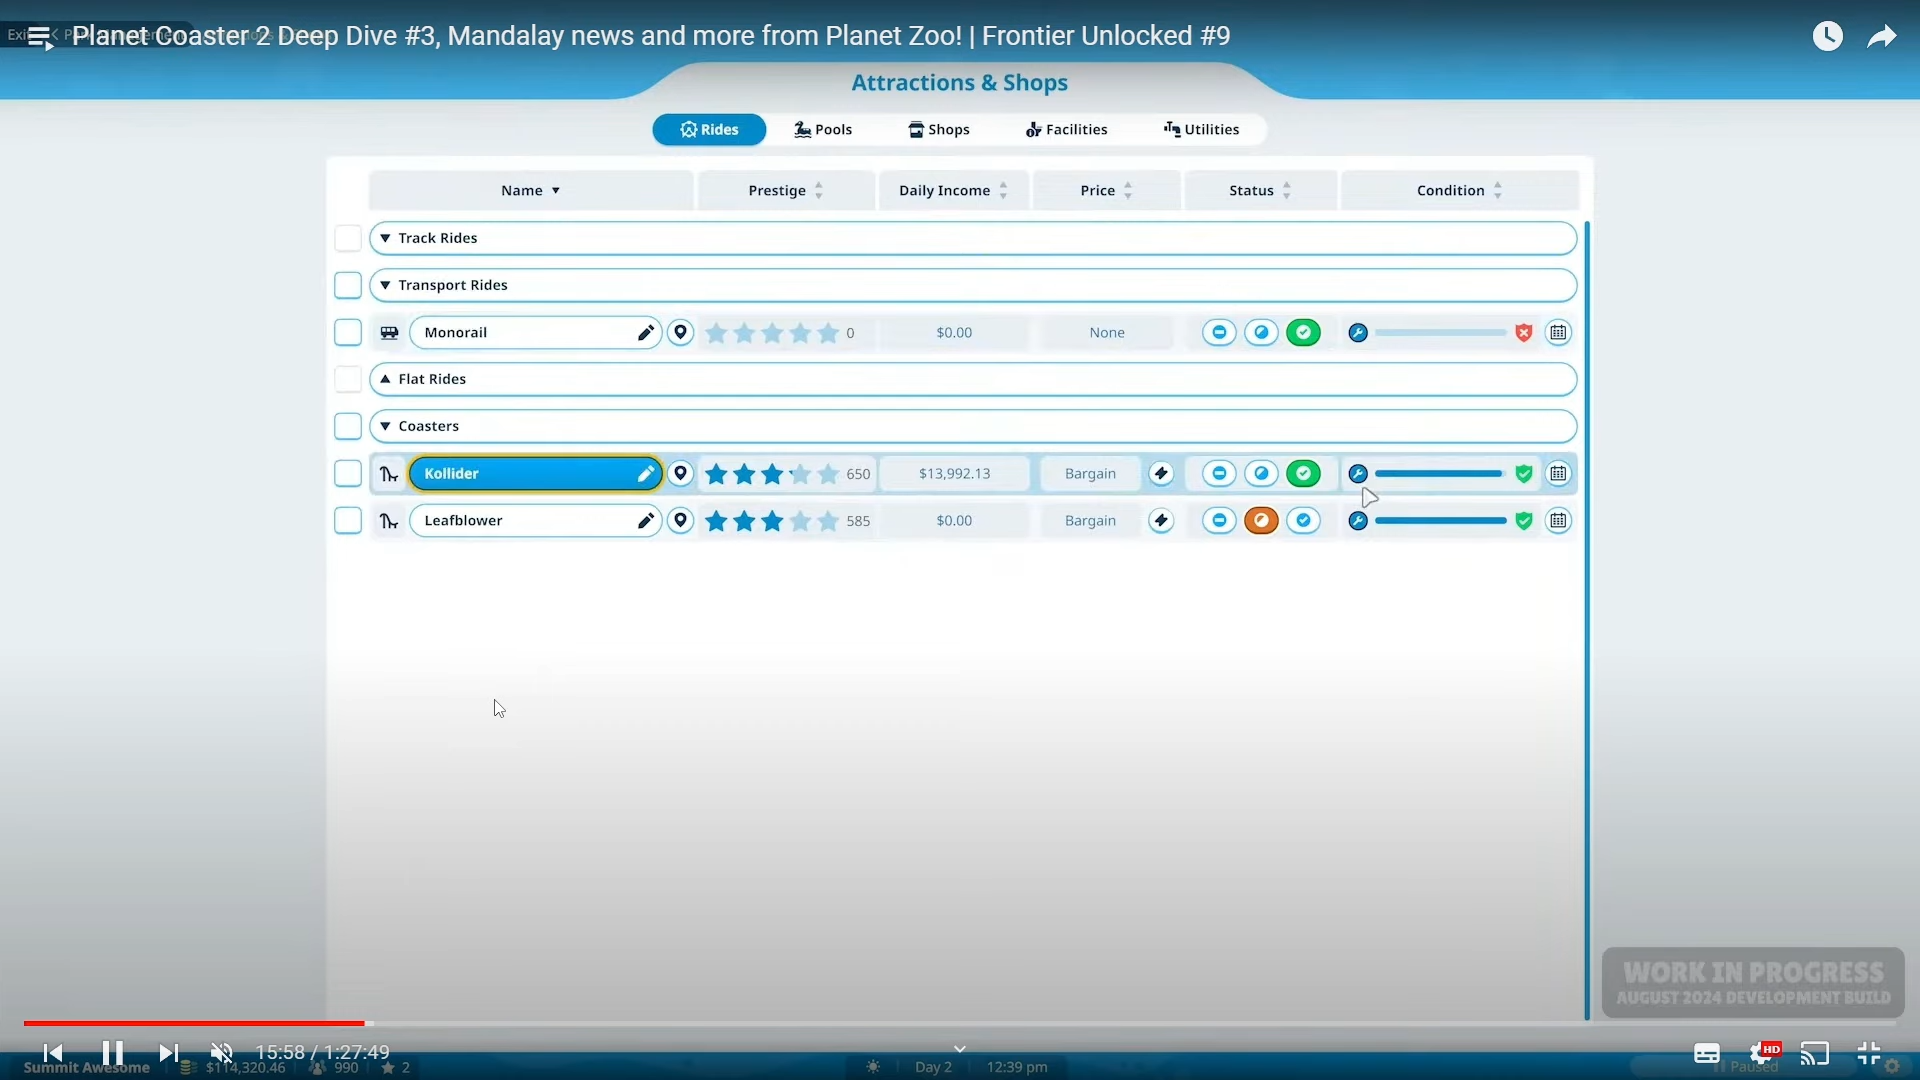 Planet Coaster 2 Deep Dive #3, Mandalay news and more from Planet Zoo! | Frontier Unlocked #9
Attractions & Shops
Rides Pools Shops Facilities Utilities
Name Prestige Daily Income Price Status Condition
Track Rides
Transport Rides
Monorail 0 $0.00 None
Flat Rides
Coasters
Kollider 650 $13,992.13 Bargain
Leafblower 585 $0.00 Bargain
WORK IN PROGRESS
AUGUST 2024 DEVELOPMENT BUILD
15:58 / 1:27:49 HD
Summit Awesome $114,320.46 990 2 Day 2 12:39 pm Paused